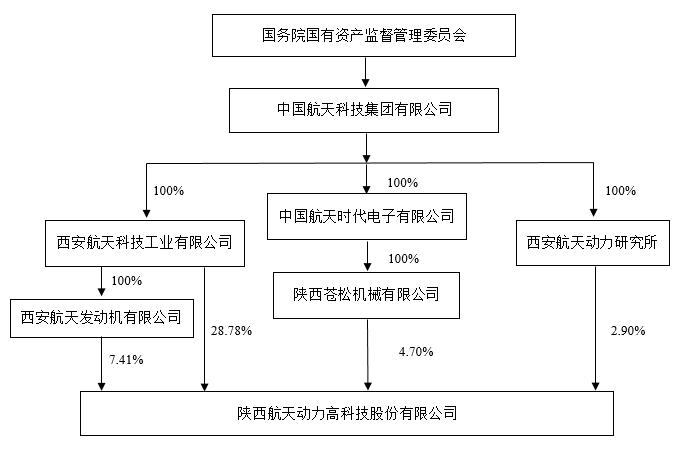 国务院国有资产监督管理委员会
中国航天科技集团有限公司
100%
100%
100%
西安航天科技工业有限公司
中国航天时代电子有限公司
西安航天动力研究所
100%
100%
西安航天发动机有限公司
陕西苍松机械有限公司
7.41%
28.78%
4.70%
2.90%
陕西航天动力高科技股份有限公司